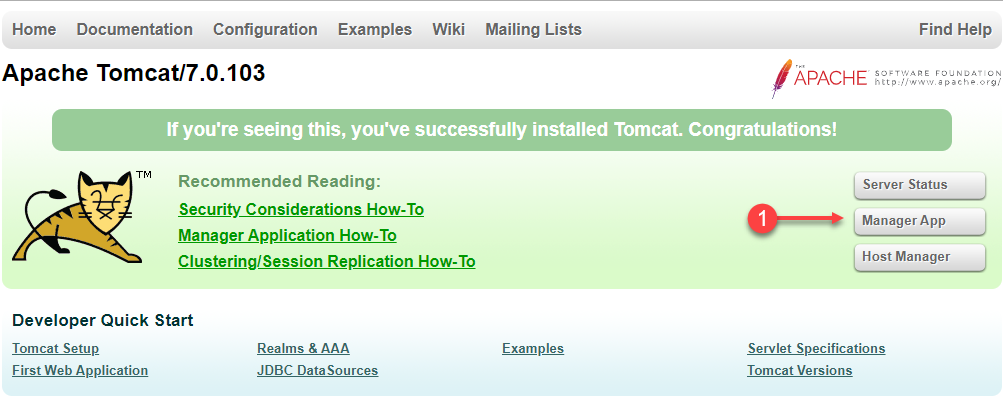 Home Documentation Configuration Examples Wiki Mailing Lists Find Help
Apache Tomcat/7.0.103
THE
APACHE SOFTWARE FOUNDATION
http://www.apache.org/
If you're seeing this, you've successfully installed Tomcat. Congratulations!
TM
Recommended Reading:
Security Considerations How-To
Manager Application How-To
Clustering/Session Replication How-To
Server Status
1
Manager App
Host Manager
Developer Quick Start
Tomcat Setup Realms & AAA Examples Servlet Specifications
First Web Application JDBC DataSources Tomcat Versions